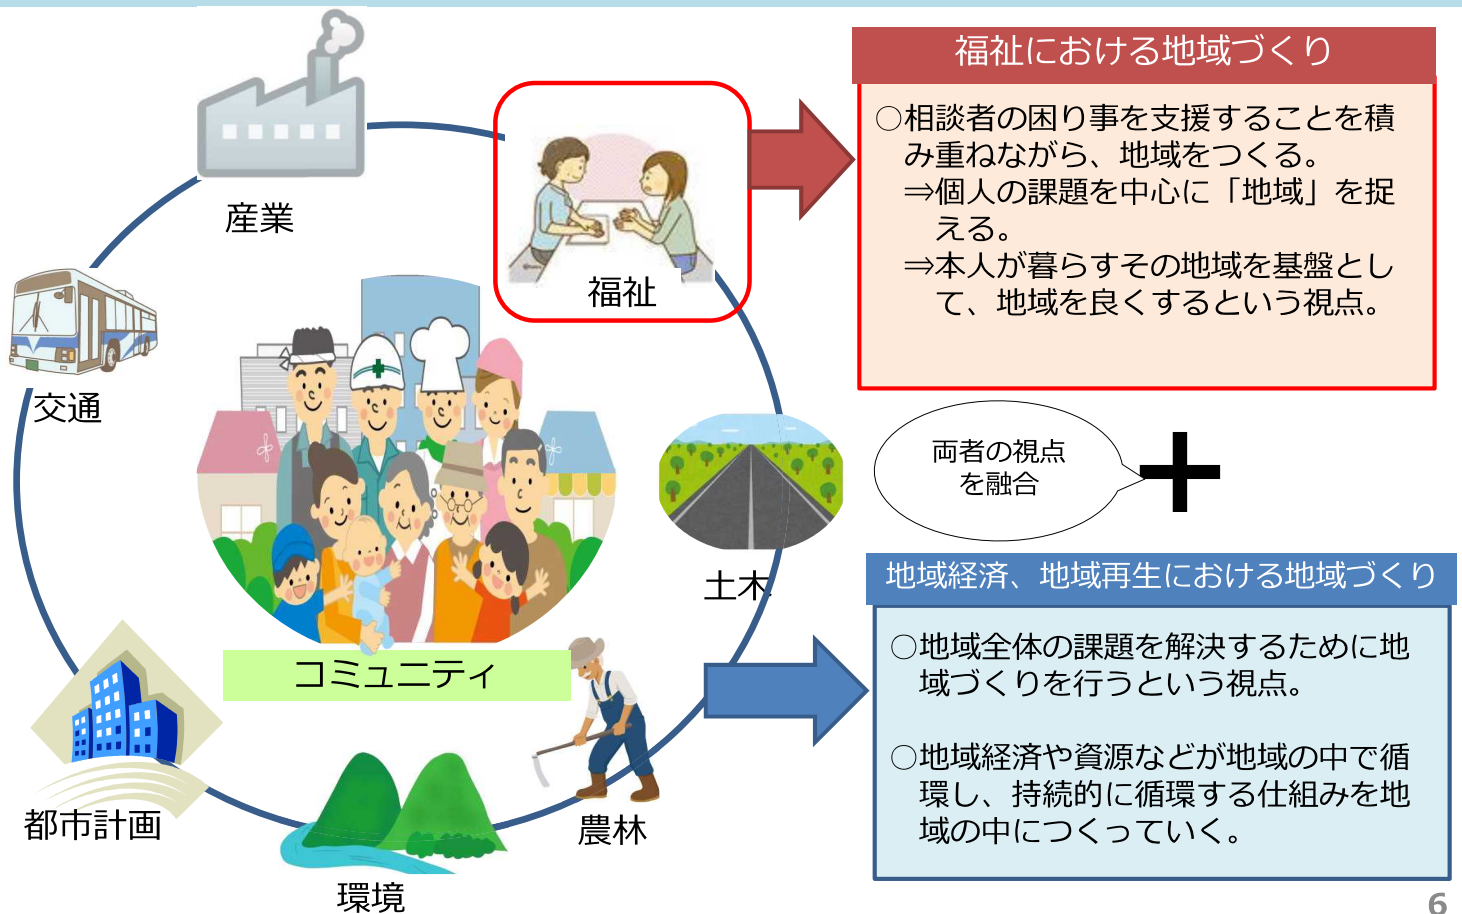 産業
福祉
交通
土木
コミュニティ
都市計画
農林
環境
福祉における地域づくり
○相談者の困り事を支援することを積
み重ねながら、地域をつくる。
⇒個人の課題を中心に「地域」を捉
える。
⇒本人が暮らすその地域を基盤とし
て、地域を良くするという視点。
両者の視点
を融合
地域経済、地域再生における地域づくり
○地域全体の課題を解決するために地
域づくりを行うという視点。
○地域経済や資源などが地域の中で循
環し、持続的に循環する仕組みを地
域の中につくっていく。
6